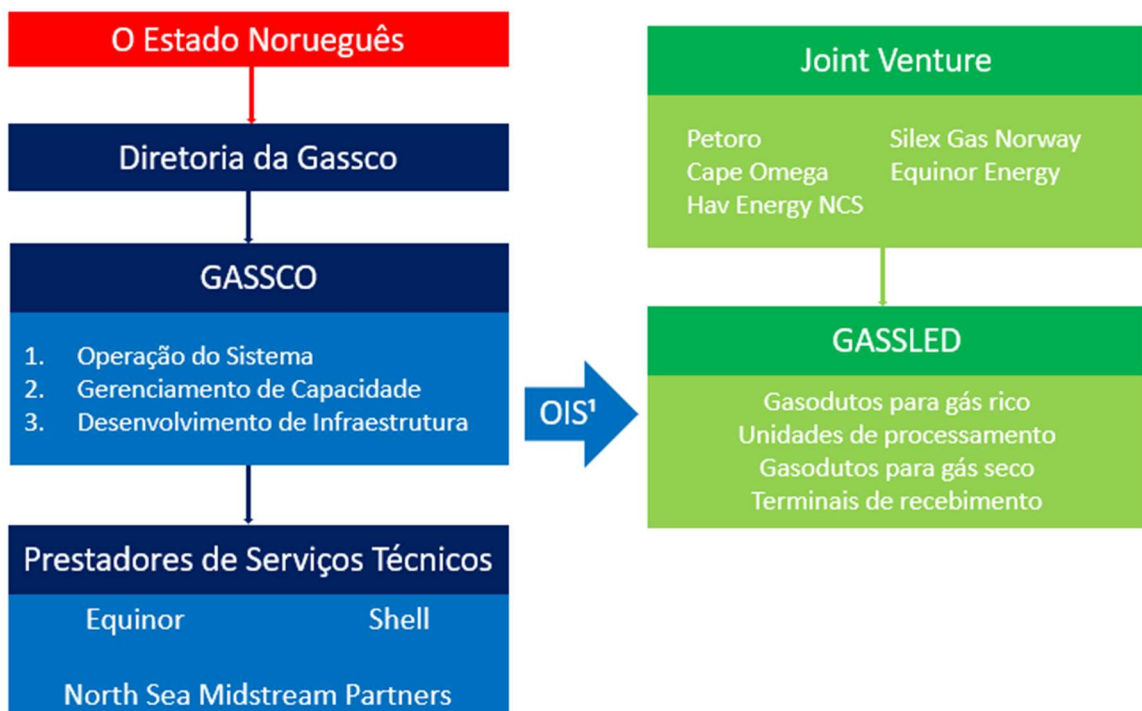 O Estado Norueguês
Diretoria da Gassco
GASSCO
1. Operação do Sistema
2. Gerenciamento de Capacidade
3. Desenvolvimento de Infraestrutura
Prestadores de Serviços Técnicos
Equinor Shell
North Sea Midstream Partners
OIS¹
Joint Venture
Petoro Silex Gas Norway
Cape Omega Equinor Energy
Hav Energy NCS
GASSLED
Gasodutos para gás rico
Unidades de processamento
Gasodutos para gás seco
Terminais de recebimento